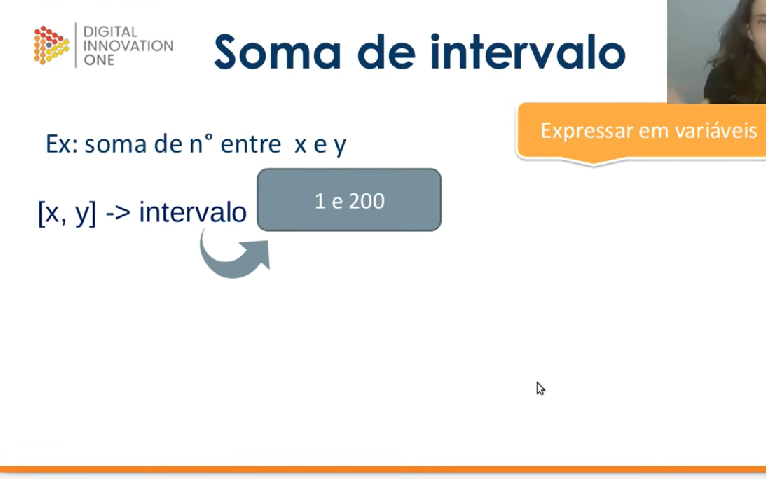 DIGITAL
INNOVATION
ONE
Soma de intervalo
Expressar em variáveis
Ex: soma de n° entre x e y
[x, y] -> intervalo
1 e 200